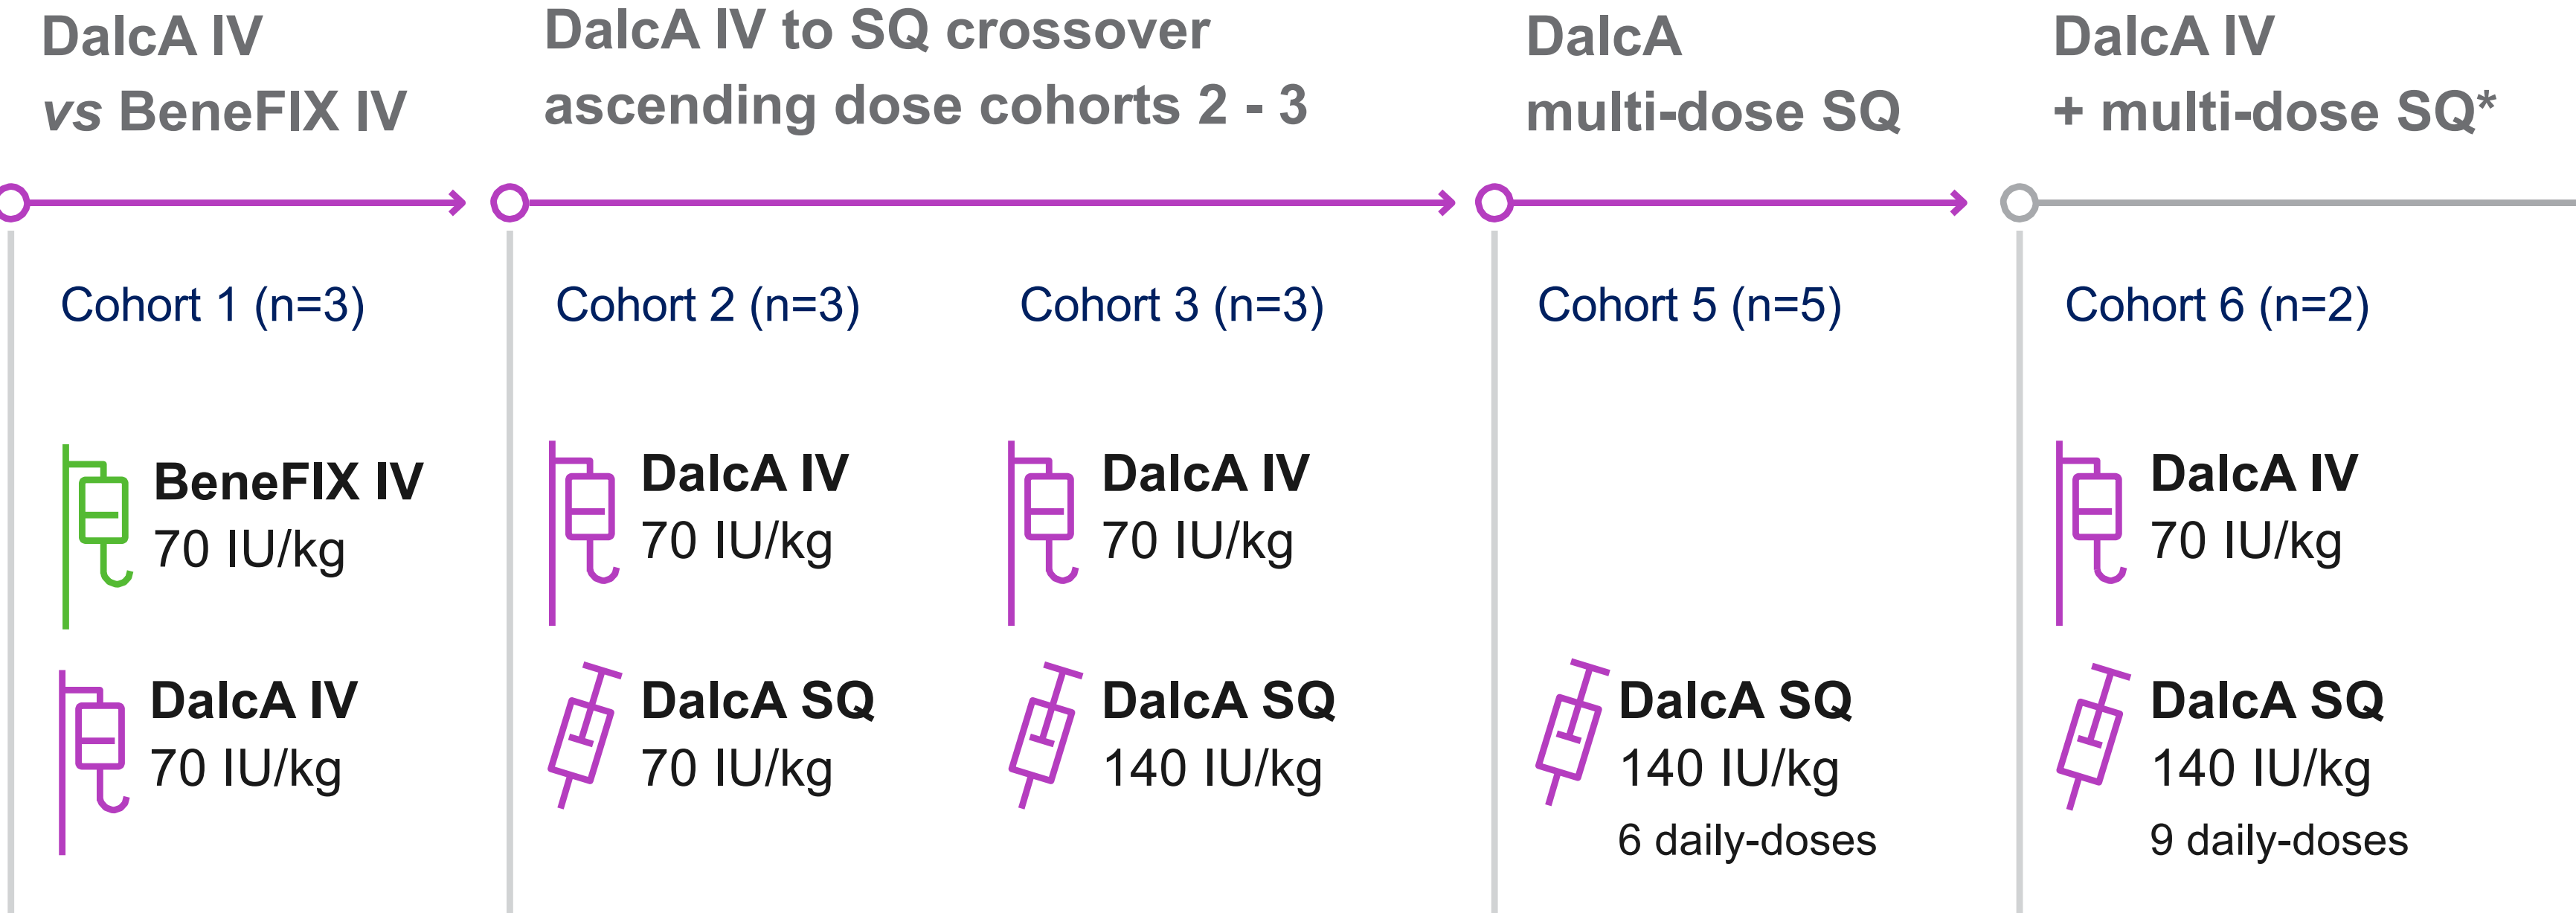 DalcA IV
vs BeneFIX IV
DalcA IV to SQ crossover
ascending dose cohorts 2 - 3
DalcA
multi-dose SQ
DalcA IV
+ multi-dose SQ*
Cohort 1 (n=3)
Cohort 2 (n=3)
Cohort 3 (n=3)
Cohort 5 (n=5)
Cohort 6 (n=2)
BeneFIX IV
70 IU/kg
DalcA IV
70 IU/kg
DalcA IV
70 IU/kg
DalcA IV
70 IU/kg
DalcA IV
70 IU/kg
DalcA SQ
70 IU/kg
DalcA SQ
140 IU/kg
DalcA SQ
140 IU/kg
6 daily-doses
DalcA SQ
140 IU/kg
9 daily-doses